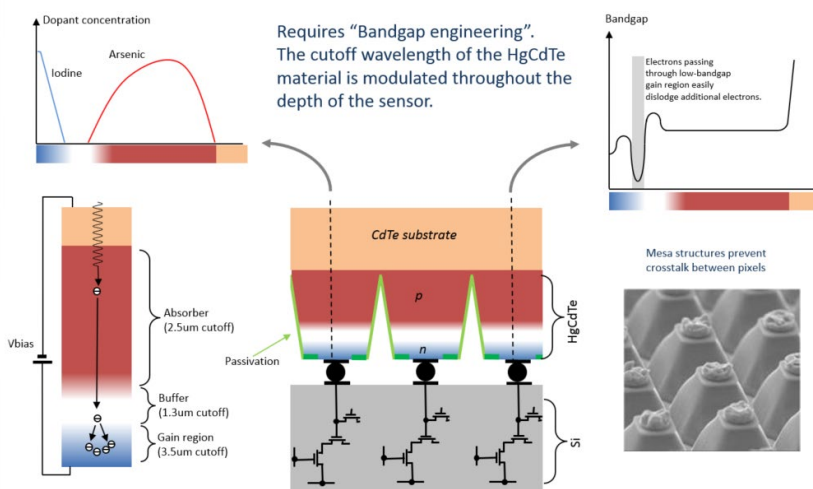 Dopant concentration
Iodine
Arsenic
Requires “Bandgap engineering”.
The cutoff wavelength of the HgCdTe
material is modulated throughout the
depth of the sensor.
Bandgap
Electrons passing
through low-bandgap
gain region easily
dislodge additional electrons.
Vbias
Absorber
(2.5um cutoff)
Buffer
(1.3um cutoff)
Gain region
(3.5um cutoff)
CdTe substrate
p
n
HgCdTe
Passivation
Si
Mesa structures prevent
crosstalk between pixels